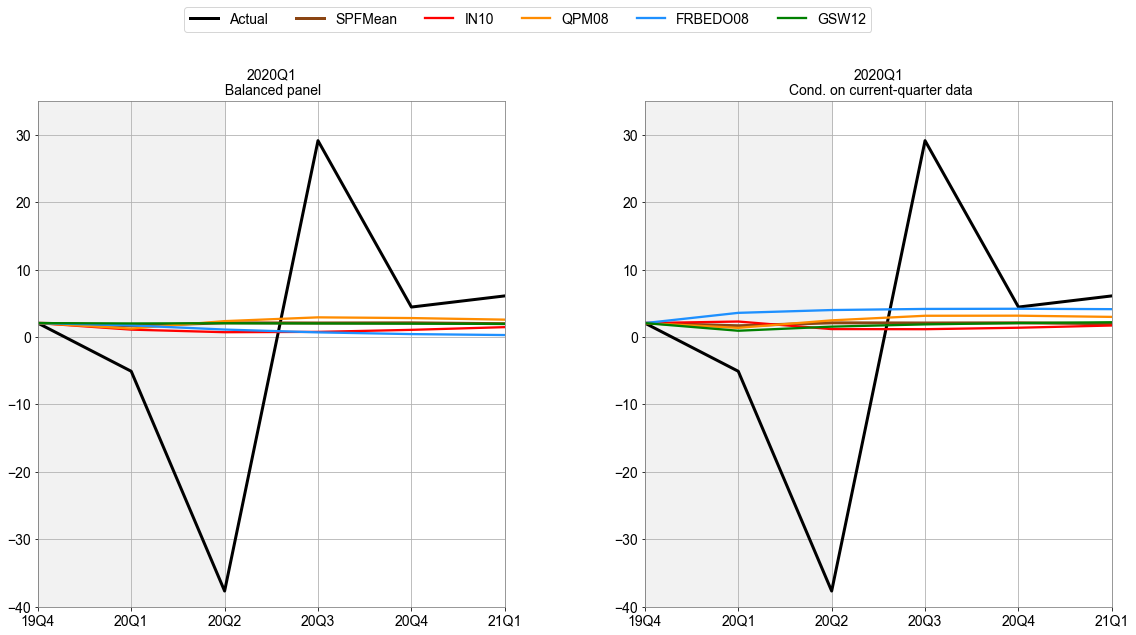 Actual SPFMean IN10 QPM08 FRBEDO08 GSW12
2020Q1
Balanced panel
30
20
10
0
−10
−20
−30
−40
19Q4 20Q1 20Q2 20Q3 20Q4 21Q1
2020Q1
Cond. on current-quarter data
30
20
10
0
−10
−20
−30
−40
19Q4 20Q1 20Q2 20Q3 20Q4 21Q1